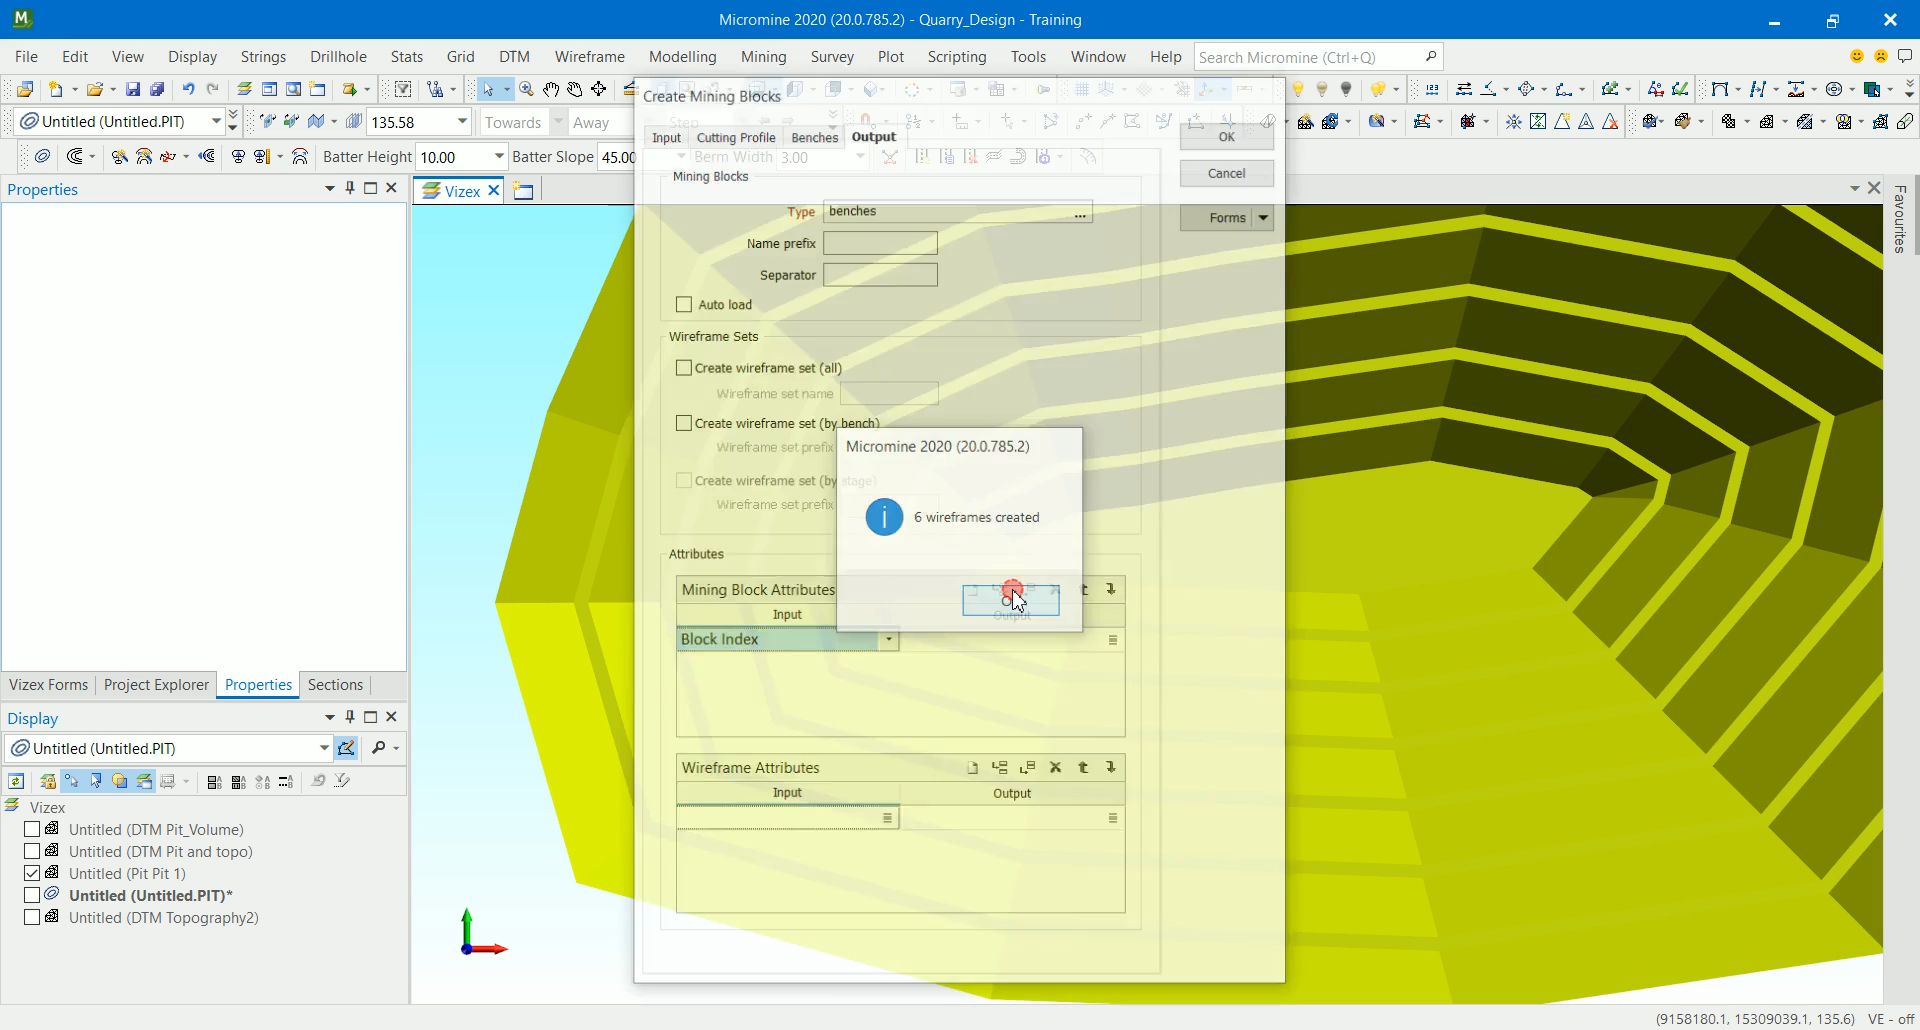 Micromine 2020 (20.0.785.2) - Quarry_Design - Training
File Edit View Display Strings Drillhole Stats Grid DTM Wireframe Modelling Mining Survey Plot Scripting Tools Window Help Search Micromine (Ctrl+Q)
Untitled (Untitled.PIT) 135.58 Towards Away Step
Batter Height 10.00 Batter Slope 45.00 Berm Width 3.00
Properties
Vizex
Favourites
Create Mining Blocks
Input Cutting Profile Benches Output
OK
Cancel
Forms
Mining Blocks
Type benches ...
Name prefix
Separator
Auto load
Wireframe Sets
Create wireframe set (all)
Wireframe set name
Create wireframe set (by bench)
Wireframe set prefix
Create wireframe set (by stage)
Wireframe set prefix
Attributes
Mining Block Attributes
Input Output
Block Index
Wireframe Attributes
Input Output
Micromine 2020 (20.0.785.2)
6 wireframes created
Vizex Forms Project Explorer Properties Sections
Display
Untitled (Untitled.PIT)
Vizex
Untitled (DTM Pit_Volume)
Untitled (DTM Pit and topo)
Untitled (Pit Pit 1)
Untitled (Untitled.PIT)*
Untitled (DTM Topography2)
(9158180.1, 15309039.1, 135.6) VE - off